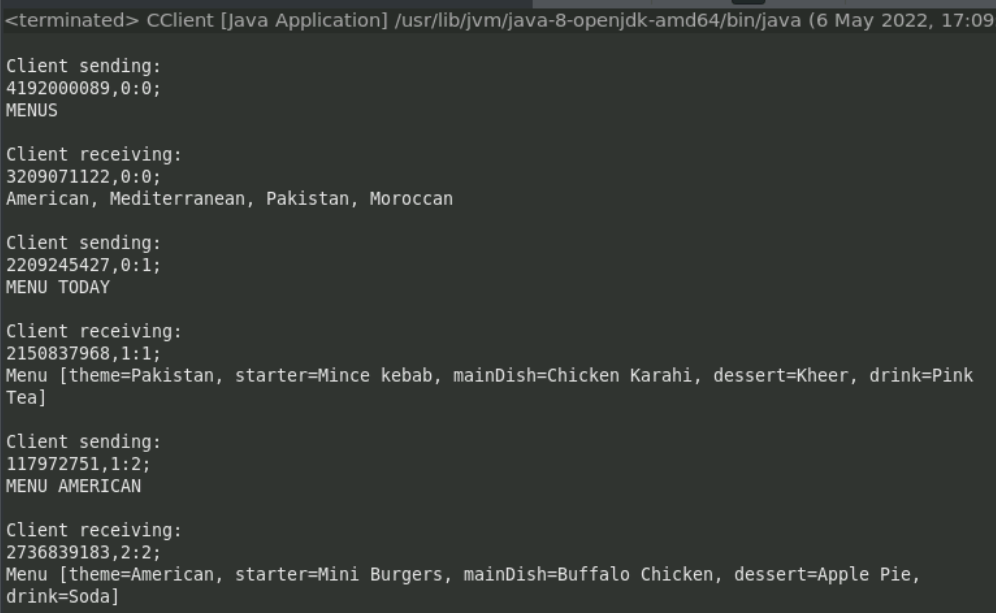 <terminated> CClient [Java Application] /usr/lib/jvm/java-8-openjdk-amd64/bin/java (6 May 2022, 17:09
Client sending:
4192000089,0:0;
MENUS
Client receiving:
3209071122,0:0;
American, Mediterranean, Pakistan, Moroccan
Client sending:
2209245427,0:1;
MENU TODAY
Client receiving:
2150837968,1:1;
Menu [theme=Pakistan, starter=Mince kebab, mainDish=Chicken Karahi, dessert=Kheer, drink=Pink
Tea]
Client sending:
117972751,1:2;
MENU AMERICAN
Client receiving:
2736839183,2:2;
Menu [theme=American, starter=Mini Burgers, mainDish=Buffalo Chicken, dessert=Apple Pie,
drink=Soda]